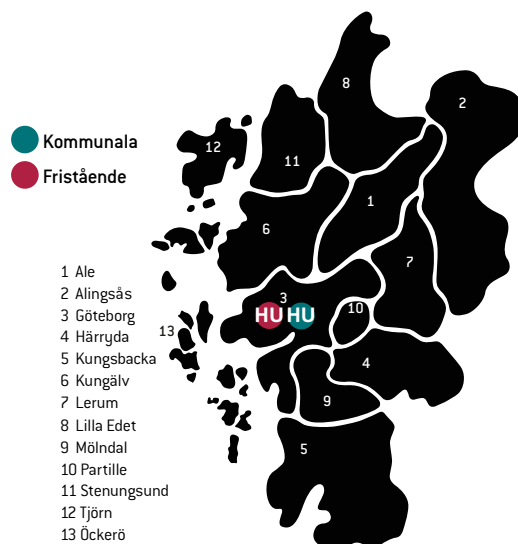 8
2
12
Kommunala
11
Fristående
1
6
7
3
10
HU HU
13
4
9
5
1 Ale
2 Alingsås
3 Göteborg
4 Härryda
5 Kungsbacka
6 Kungälv
7 Lerum
8 Lilla Edet
9 Mölndal
10 Partille
11 Stenungsund
12 Tjörn
13 Öckerö